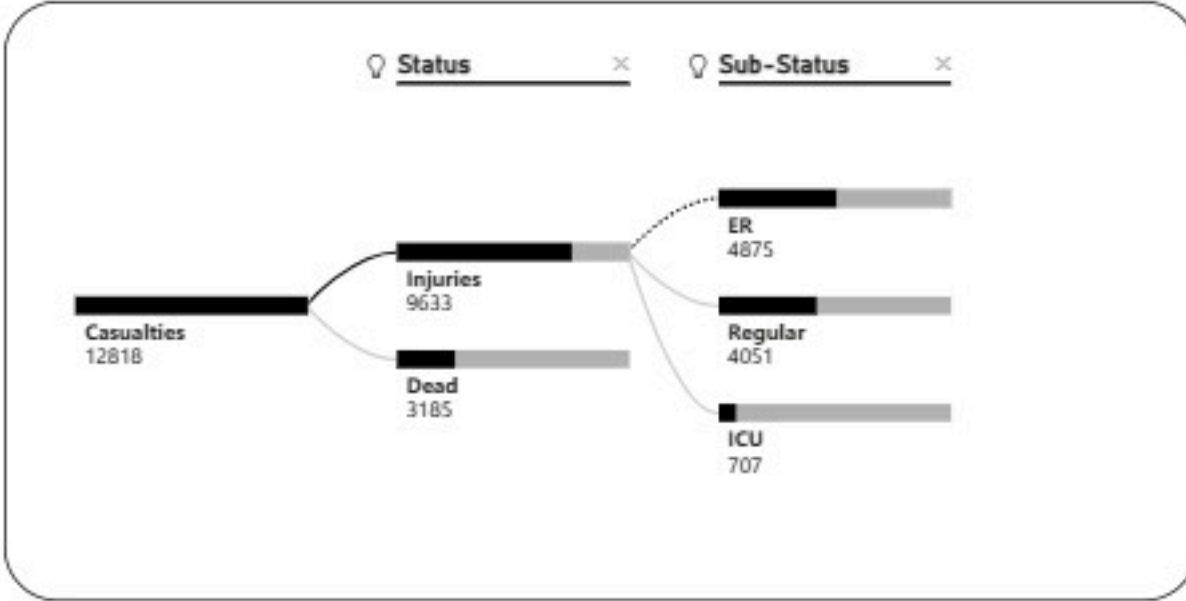 Status
Sub-Status
Casualties
12818
Injuries
9633
Dead
3185
ER
4875
Regular
4051
ICU
707